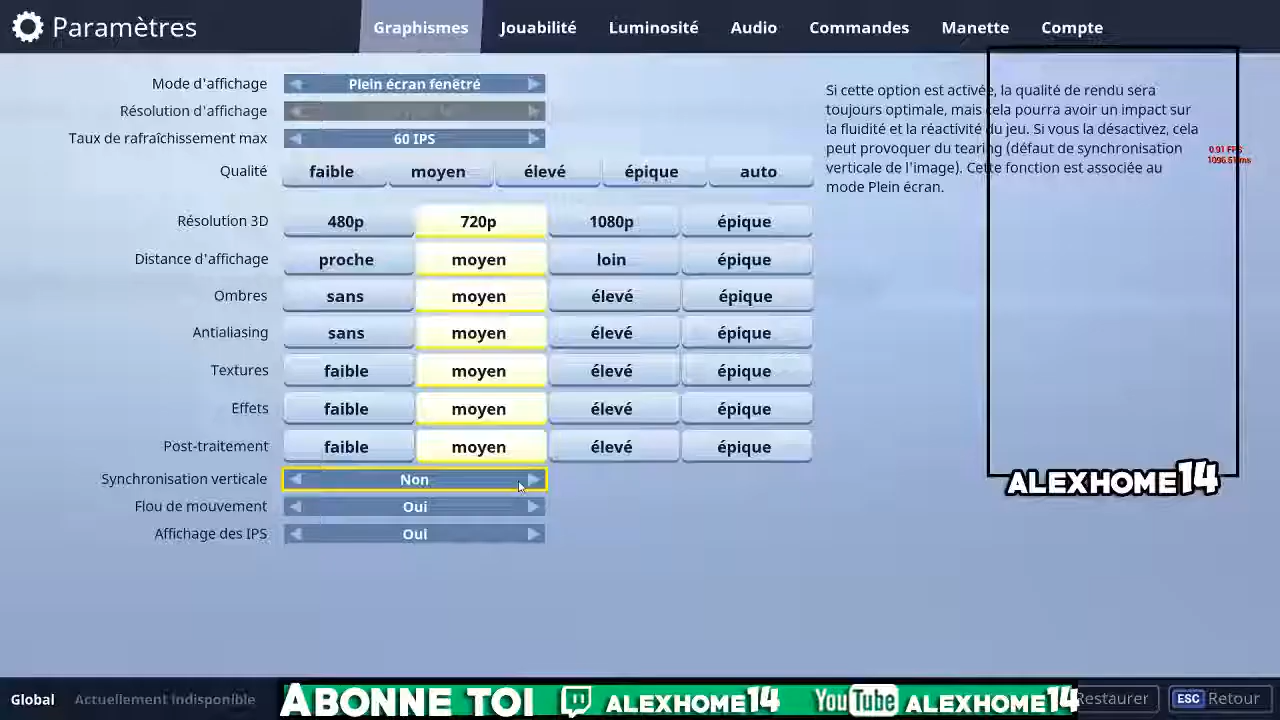 Paramètres
Graphismes Jouabilité Luminosité Audio Commandes Manette Compte
Mode d'affichage Plein écran fenêtré
Résolution d'affichage
Taux de rafraîchissement max 60 IPS
Qualité faible moyen élevé épique auto
Résolution 3D 480p 720p 1080p épique
Distance d'affichage proche moyen loin épique
Ombres sans moyen élevé épique
Antialiasing sans moyen élevé épique
Textures faible moyen élevé épique
Effets faible moyen élevé épique
Post-traitement faible moyen élevé épique
Synchronisation verticale Non
Flou de mouvement Oui
Affichage des IPS Oui
Si cette option est activée, la qualité de rendu sera
toujours optimale, mais cela pourra avoir un impact sur
la fluidité et la réactivité du jeu. Si vous la désactivez, cela
peut provoquer du tearing (défaut de synchronisation
verticale de l'image). Cette fonction est associée au
mode Plein écran.
0.91 FPS
1096.51 ms
ALEXHOME14
Global Actuellement indisponible
ABONNE TOI ALEXHOME14 YouTube ALEXHOME14
Restaurer ESC Retour